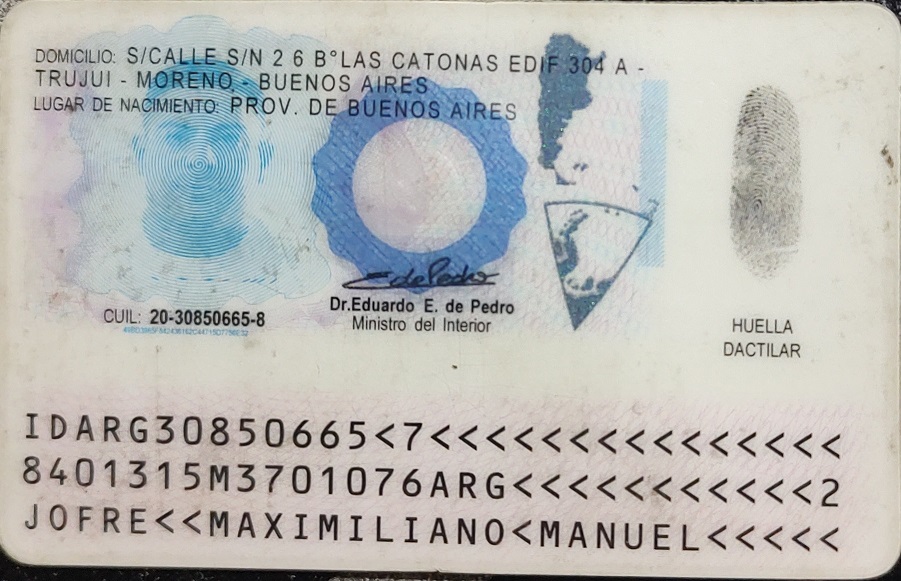 DOMICILIO: S/CALLE S/N 2 6 B°LAS CATONAS EDIF 304 A -
TRUJUI - MORENO - BUENOS AIRES
LUGAR DE NACIMIENTO: PROV. DE BUENOS AIRES
CUIL: 20-30850665-8
Dr.Eduardo E. de Pedro
Ministro del Interior
HUELLA
DACTILAR
IDARG30850665<7<<<<<<<<<<<<<<<
8401315M3701076ARG<<<<<<<<<<<2
JOFRE<<MAXIMILIANO<MANUEL<<<<<